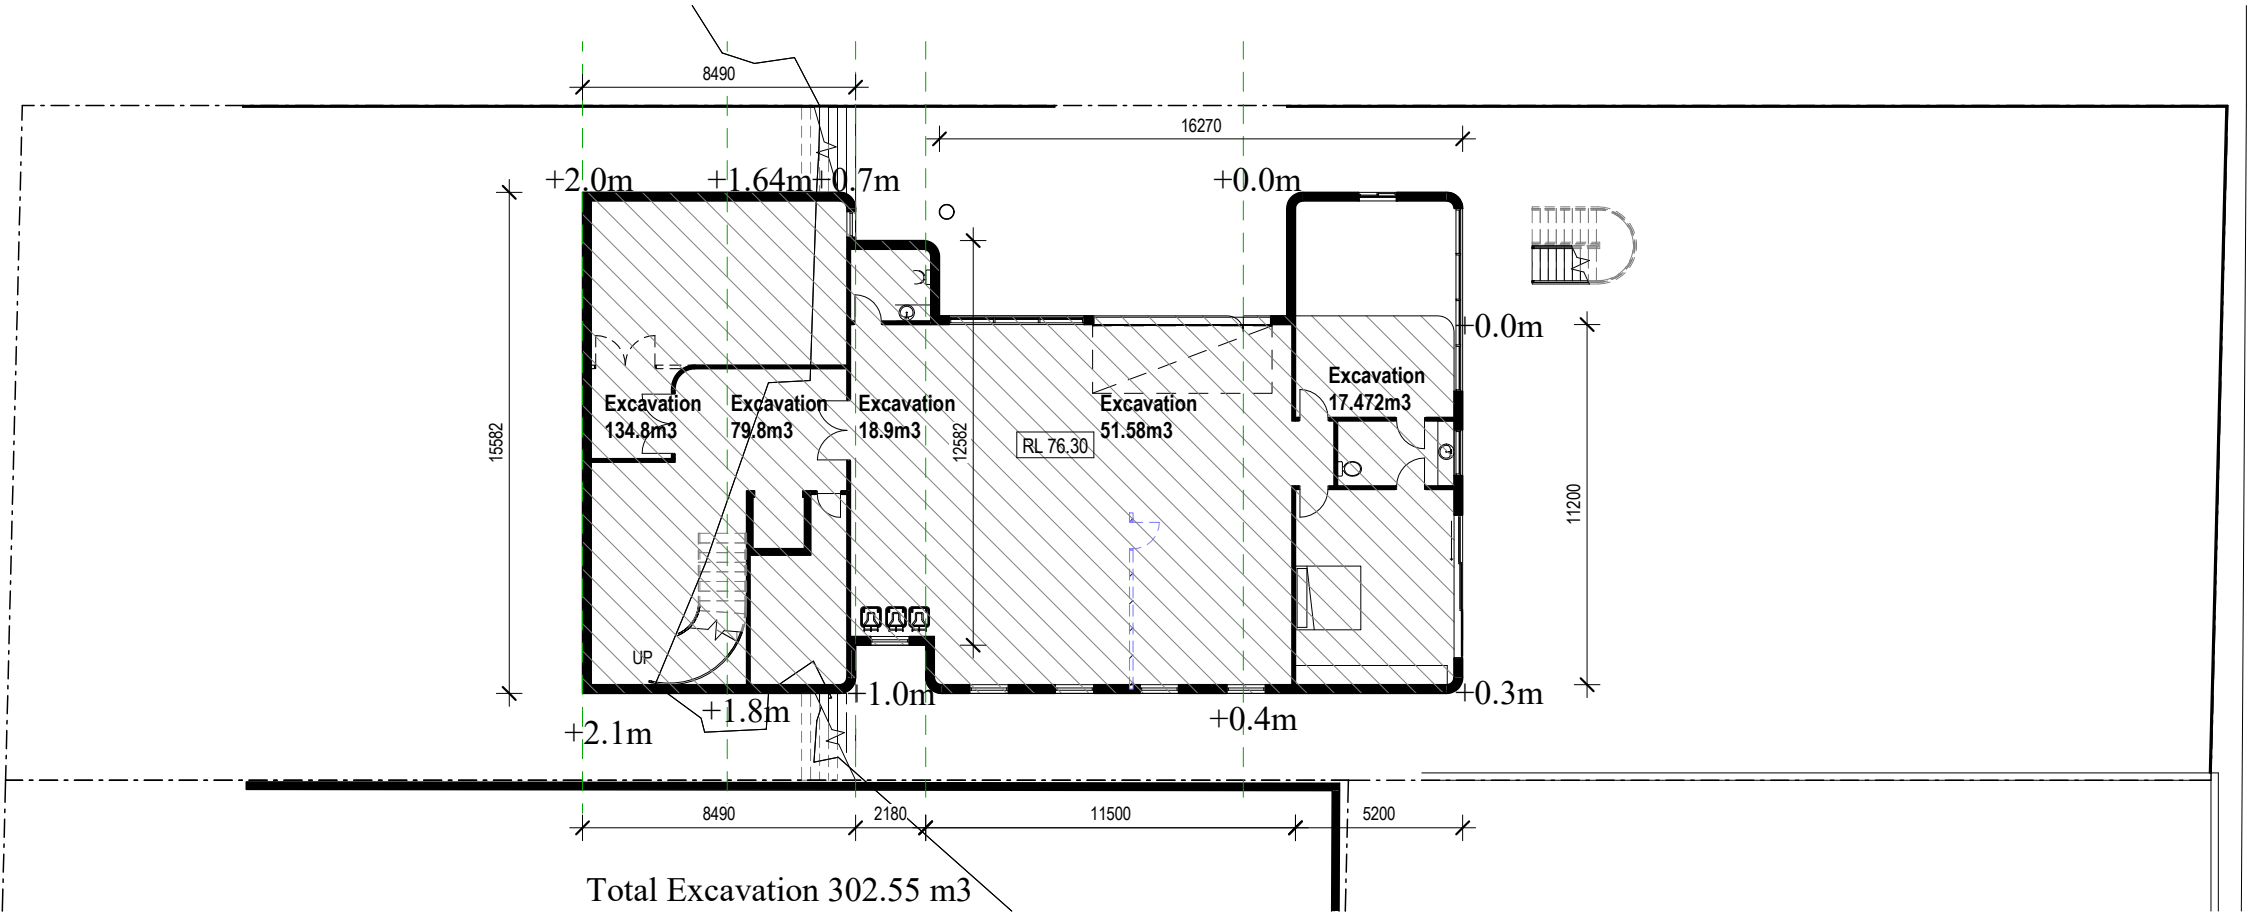 8490
16270
+2.0m
+1.64m
+0.7m
+0.0m
+0.0m
Excavation
17.472m3
Excavation
134.8m3
Excavation
79.8m3
Excavation
18.9m3
Excavation
51.58m3
15582
12582
RL 76.30
11200
UP
+1.0m
+0.3m
+1.8m
+0.4m
+2.1m
8490
2180
11500
5200
Total Excavation 302.55 m3